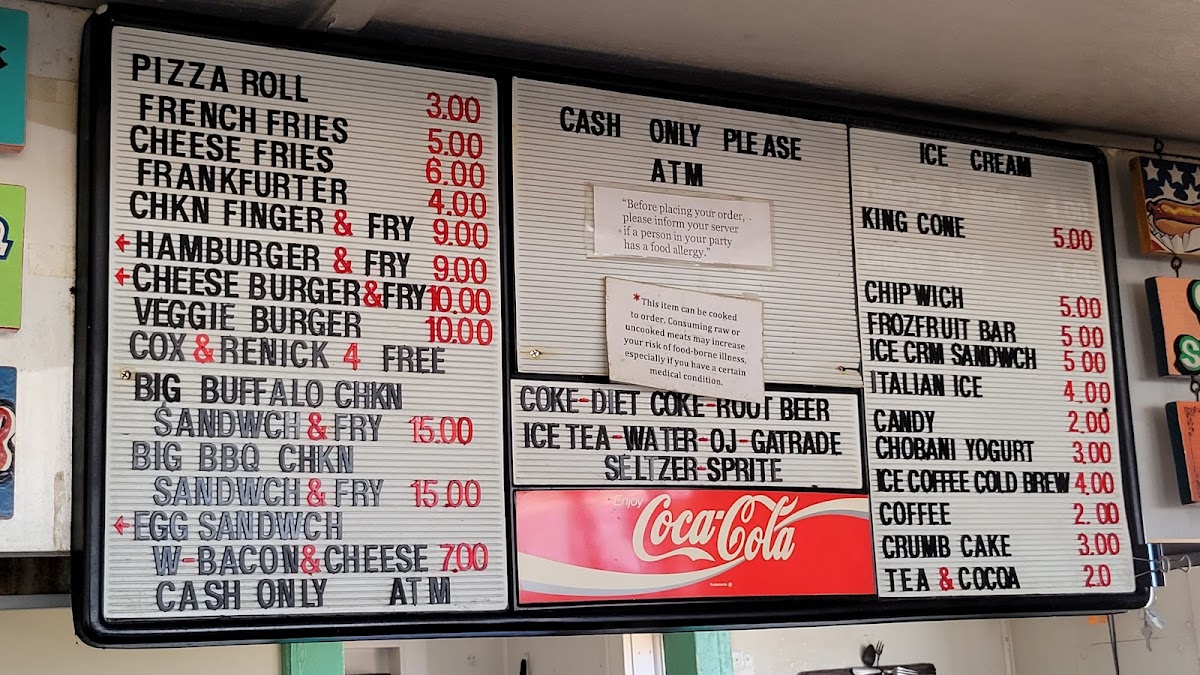 PIZZA ROLL 3.00
FRENCH FRIES 5.00
CHEESE FRIES 6.00
FRANKFURTER 4.00
CHKN FINGER & FRY 9.00
HAMBURGER & FRY 9.00
CHEESE BURGER&FRY 10.00
VEGGIE BURGER 10.00
COX & RENICK 4 FREE
BIG BUFFALO CHKN
SANDWCH & FRY 15.00
BIG BBQ CHKN
SANDWCH & FRY 15.00
EGG SANDWCH
W-BACON&CHEESE 7.00
CASH ONLY ATM
CASH ONLY PLEASE
ATM
“Before placing your order,
please inform your server
if a person in your party
has a food allergy.”
*This item can be cooked
to order. Consuming raw or
uncooked meats may increase
your risk of food-borne illness,
especially if you have a certain
medical condition.
COKE-DIET COKE-ROOT BEER
ICE TEA-WATER-OJ-GATRADE
SELTZER-SPRITE
Enjoy
Coca-Cola
ICE CREAM
KING CONE 5.00
CHIPWICH 5.00
FROZFRUIT BAR 5.00
ICE CRM SANDWCH 5 00
ITALIAN ICE 4.00
CANDY 2.00
CHOBANI YOGURT 3.00
ICE COFFEE COLD BREW 4.00
COFFEE 2.00
CRUMB CAKE 3.00
TEA & COCOA 2.0